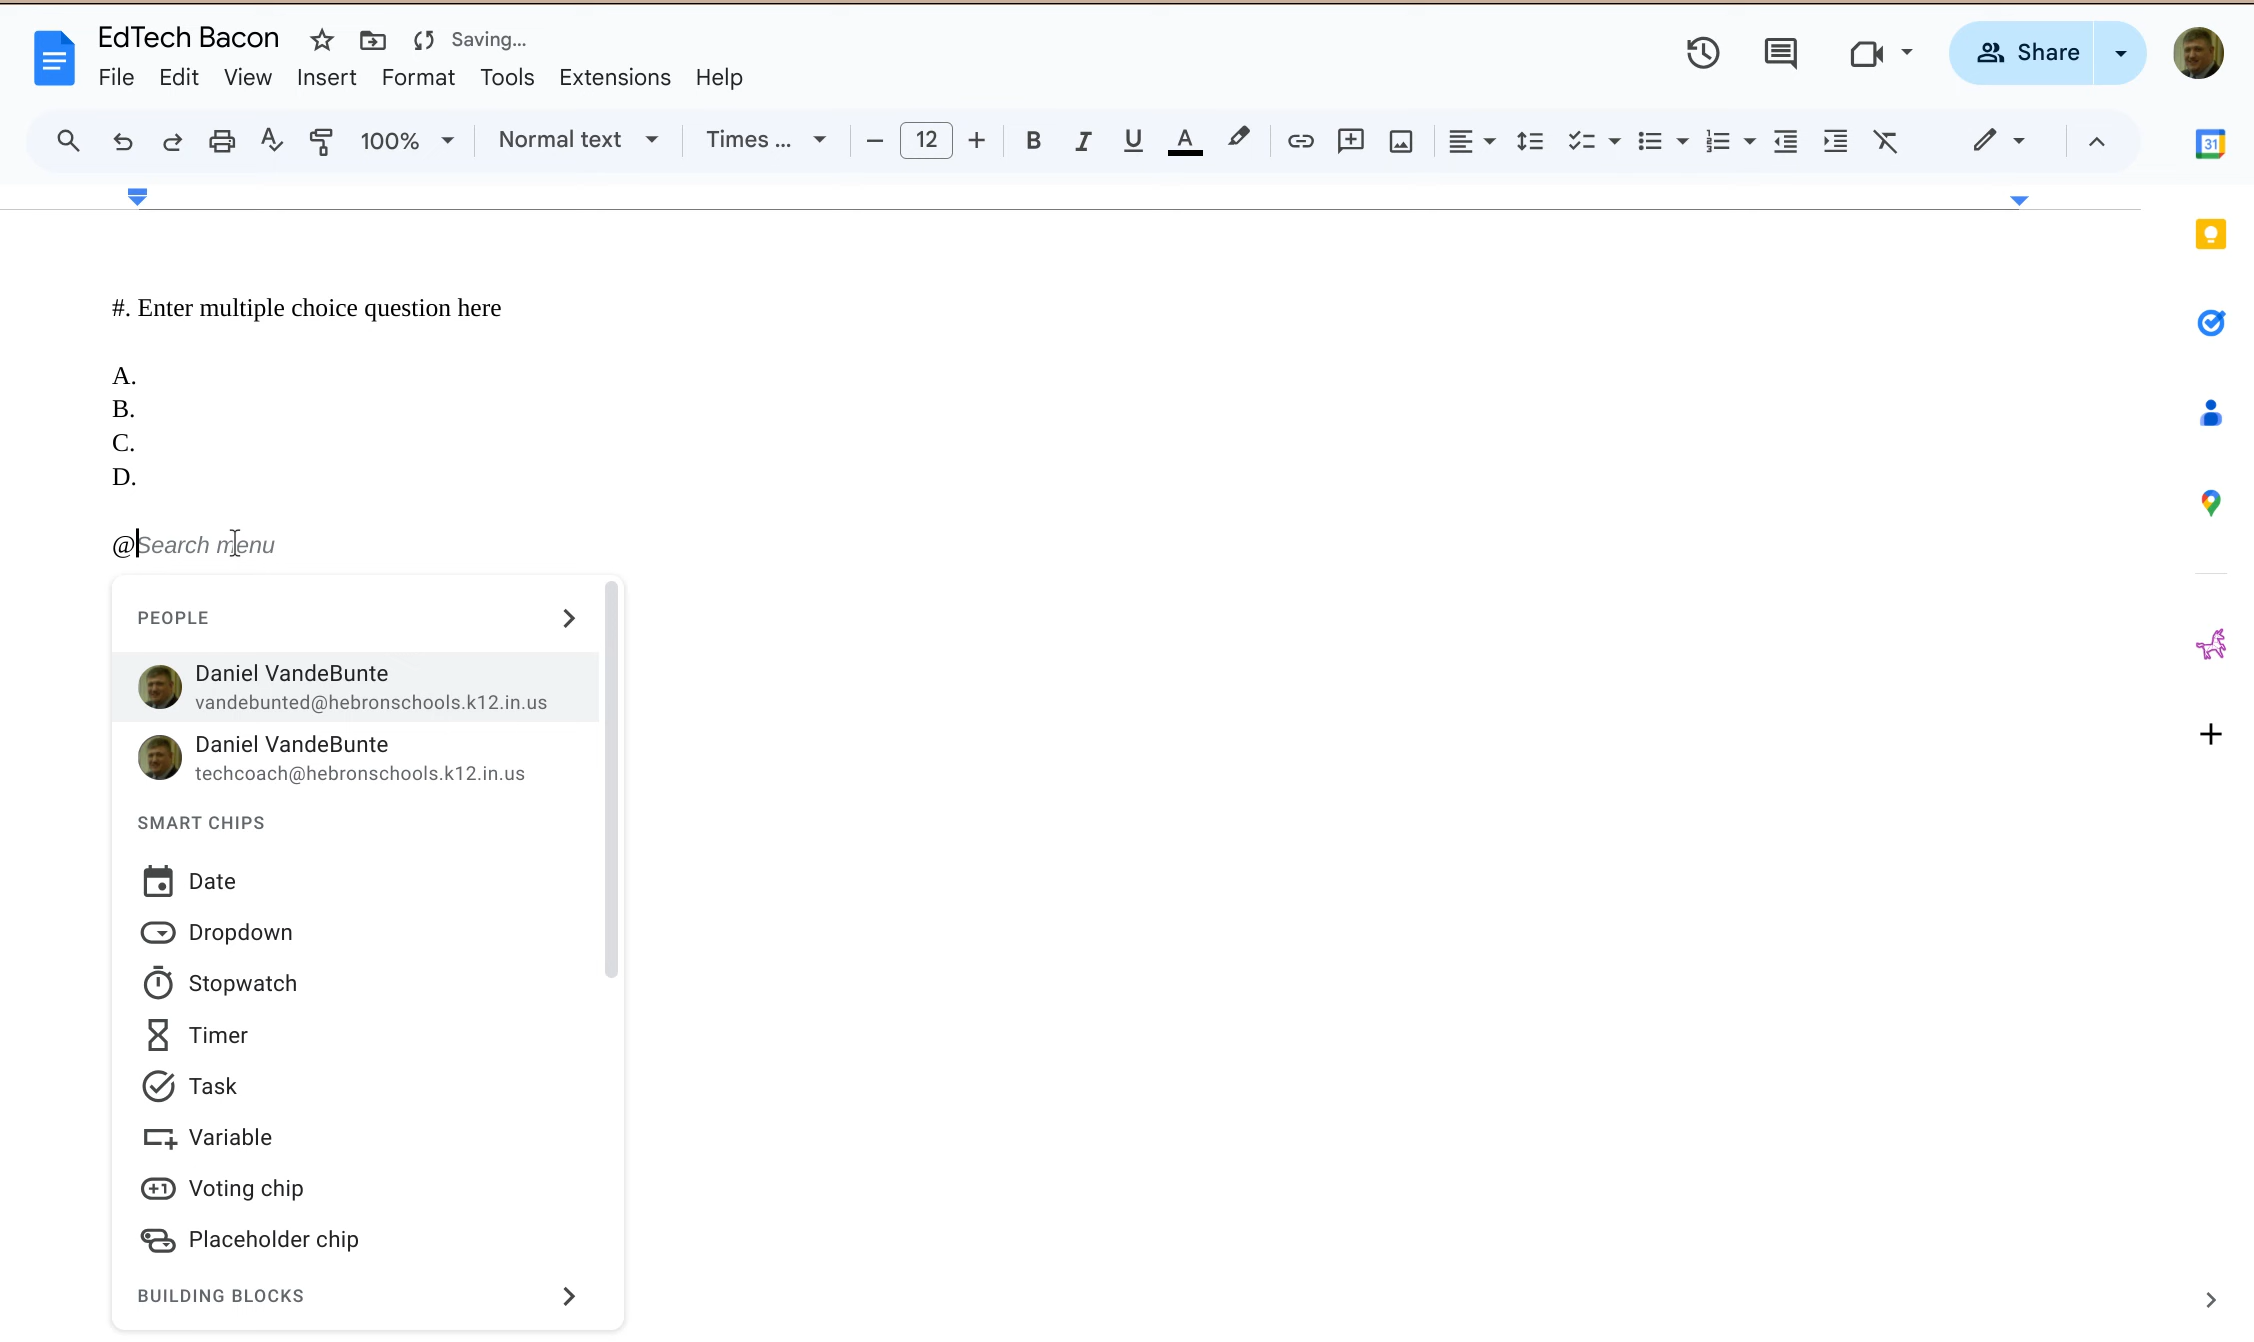 EdTech Bacon Saving...
File Edit View Insert Format Tools Extensions Help
Share
100% Normal text Times ... 12 B I U A
31
#. Enter multiple choice question here
A.
B.
C.
D.
@Search menu
PEOPLE
Daniel VandeBunte
vandebunted@hebronschools.k12.in.us
Daniel VandeBunte
techcoach@hebronschools.k12.in.us
SMART CHIPS
Date
Dropdown
Stopwatch
Timer
Task
Variable
+1 Voting chip
Placeholder chip
BUILDING BLOCKS